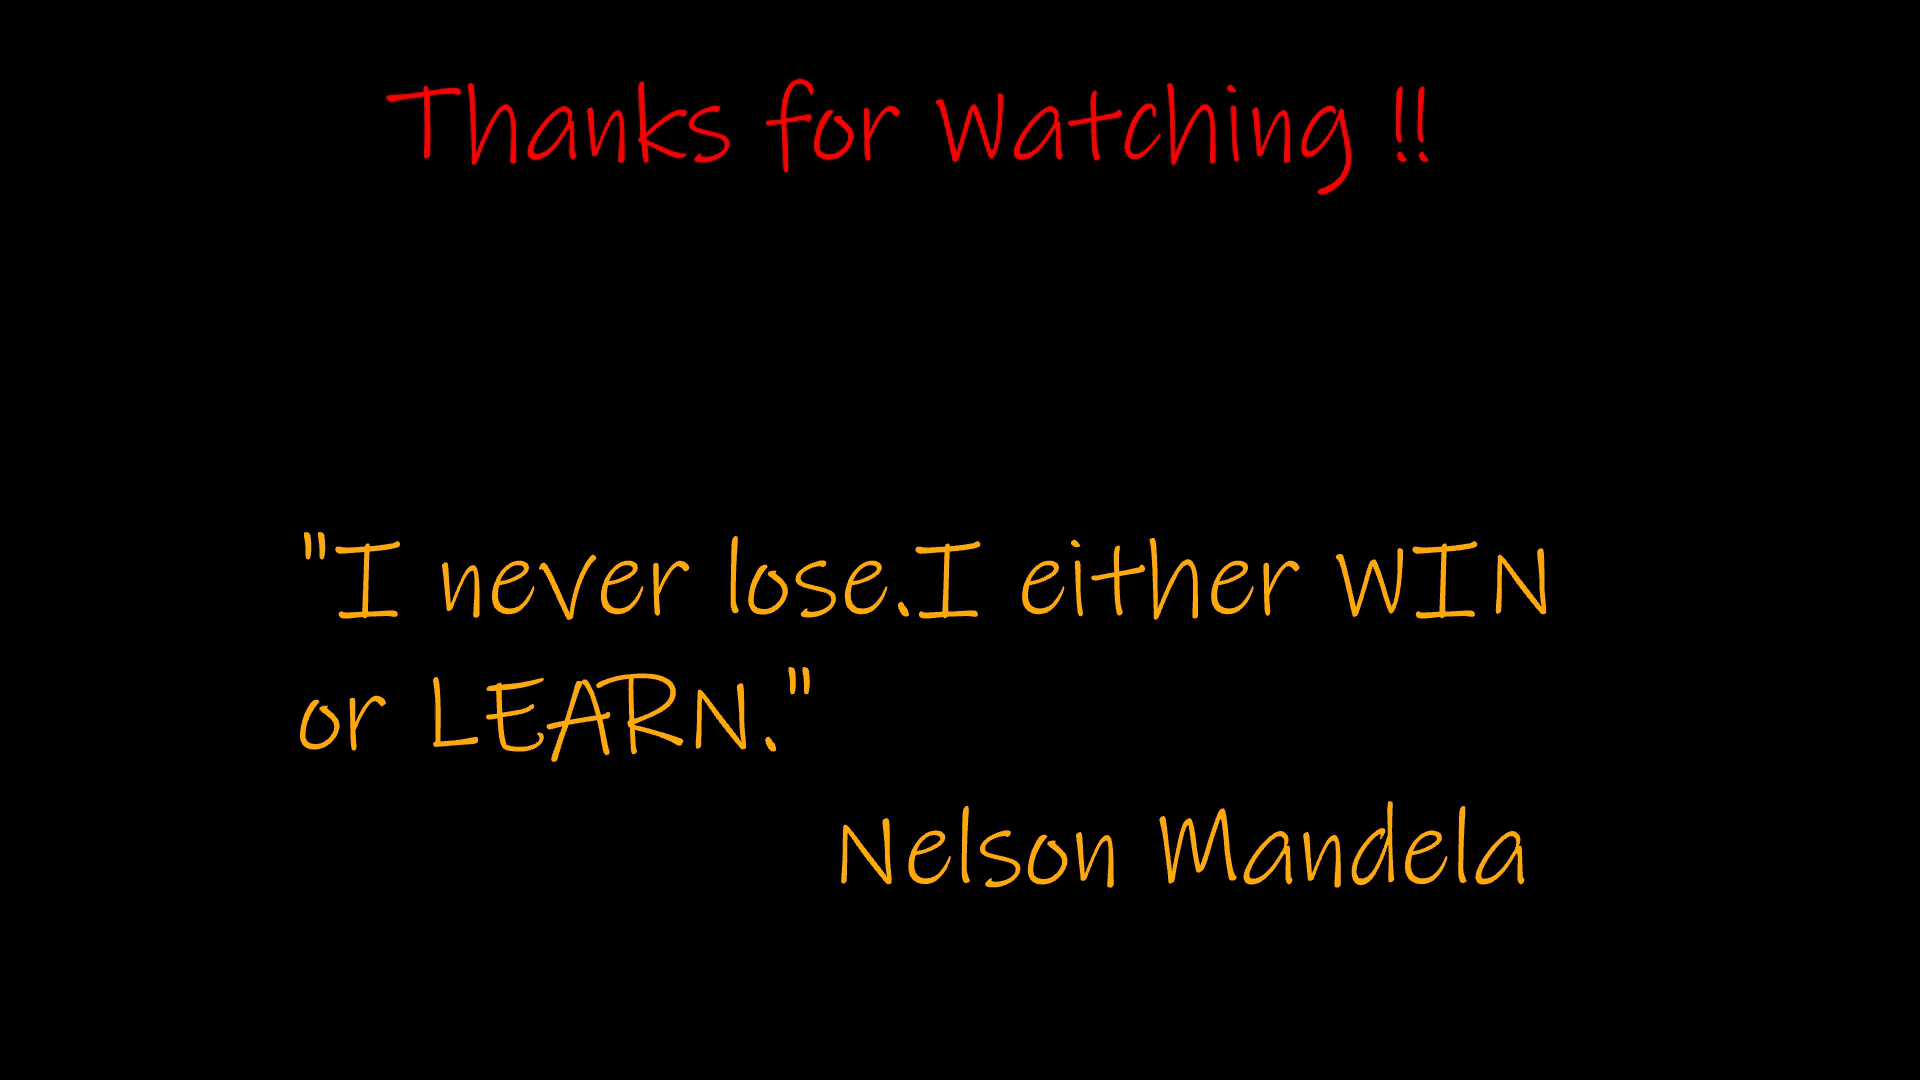 Thanks for Watching !!
"I never lose.I either WIN
or LEARN."
Nelson Mandela